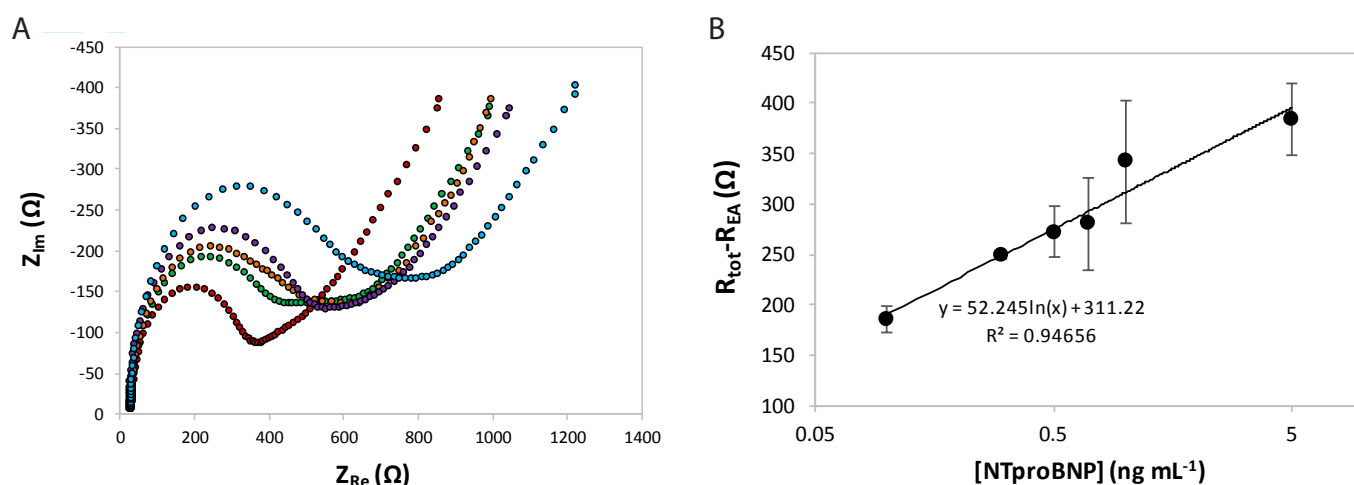 A
-450
-400
-350
-300
-250
-200
-150
-100
-50
0
Z_Im (Ω)
0 200 400 600 800 1000 1200 1400
Z_Re (Ω)
B
450
400
350
300
250
200
150
100
R_tot-R_EA (Ω)
y = 52.245ln(x) + 311.22
R² = 0.94656
0.05 0.5 5
[NTproBNP] (ng mL⁻¹)